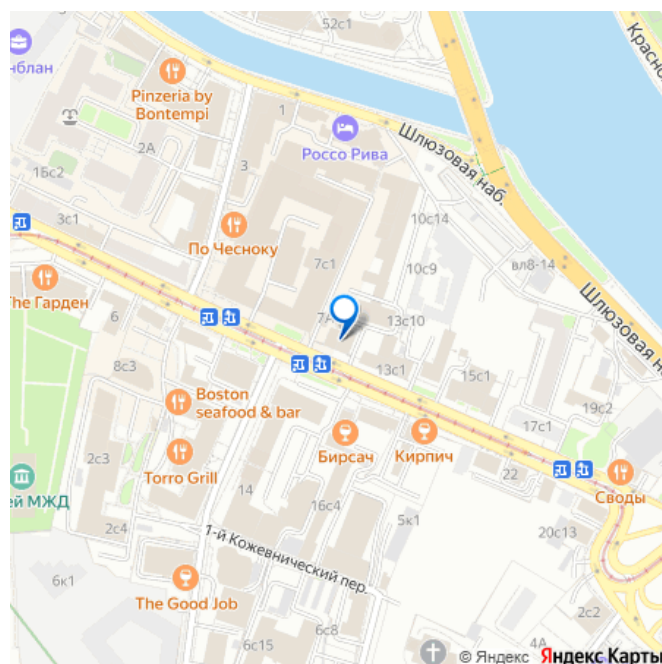 52с1
Красно
нблан
Pinzeria by
Bontempi
1
Шлюзовая наб.
2А
Россо Рива
3
1Бс2
10с14
3с1
По Чесноку
7с1
10с9
вл8-14
The Гарден
6
7А
13с10
Шлюзовая на
8с3
13с1
15с1
Boston
seafood & bar
17с1
19с2
Бирсач
Кирпич
2с3
Torro Grill
22
Своды
ей МЖД
14
16с4
5к1
2с4
1-й Кожевнический пер.
20с13
6к1
The Good Job
2с2
6с15
6с8
4А
© Яндекс Яндекс Карты